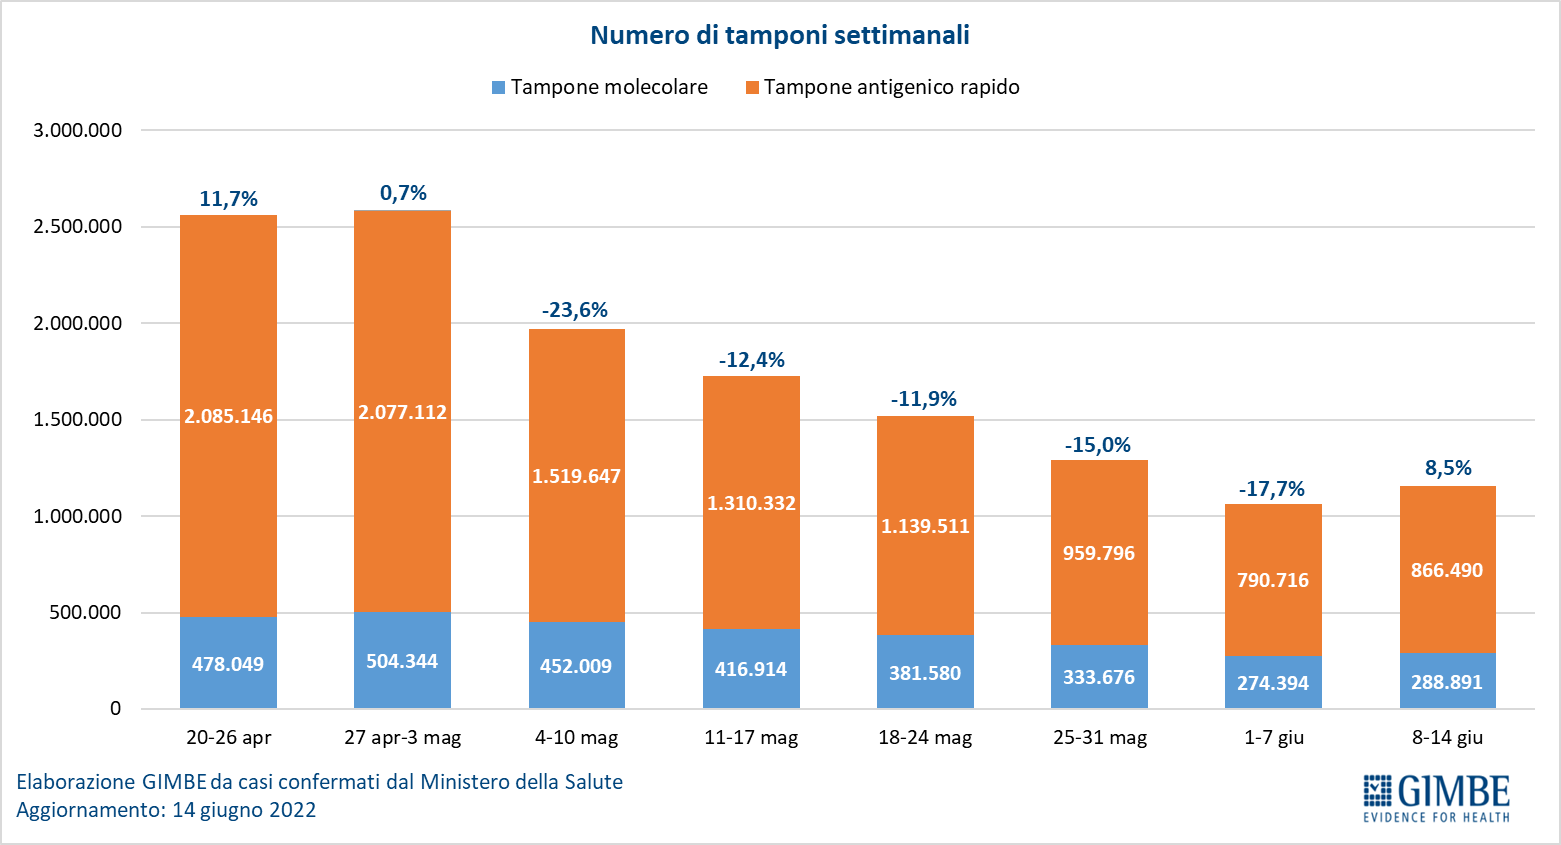 Numero di tamponi settimanali
Tampone molecolare Tampone antigenico rapido
3.000.000
2.500.000
2.000.000
1.500.000
1.000.000
500.000
0
11,7% 0,7% -23,6% -12,4% -11,9% -15,0% -17,7% 8,5%
2.085.146 2.077.112 1.519.647 1.310.332 1.139.511 959.796 790.716 866.490
478.049 504.344 452.009 416.914 381.580 333.676 274.394 288.891
20-26 apr 27 apr-3 mag 4-10 mag 11-17 mag 18-24 mag 25-31 mag 1-7 giu 8-14 giu
Elaborazione GIMBE da casi confermati dal Ministero della Salute
Aggiornamento: 14 giugno 2022
GIMBE
EVIDENCE FOR HEALTH